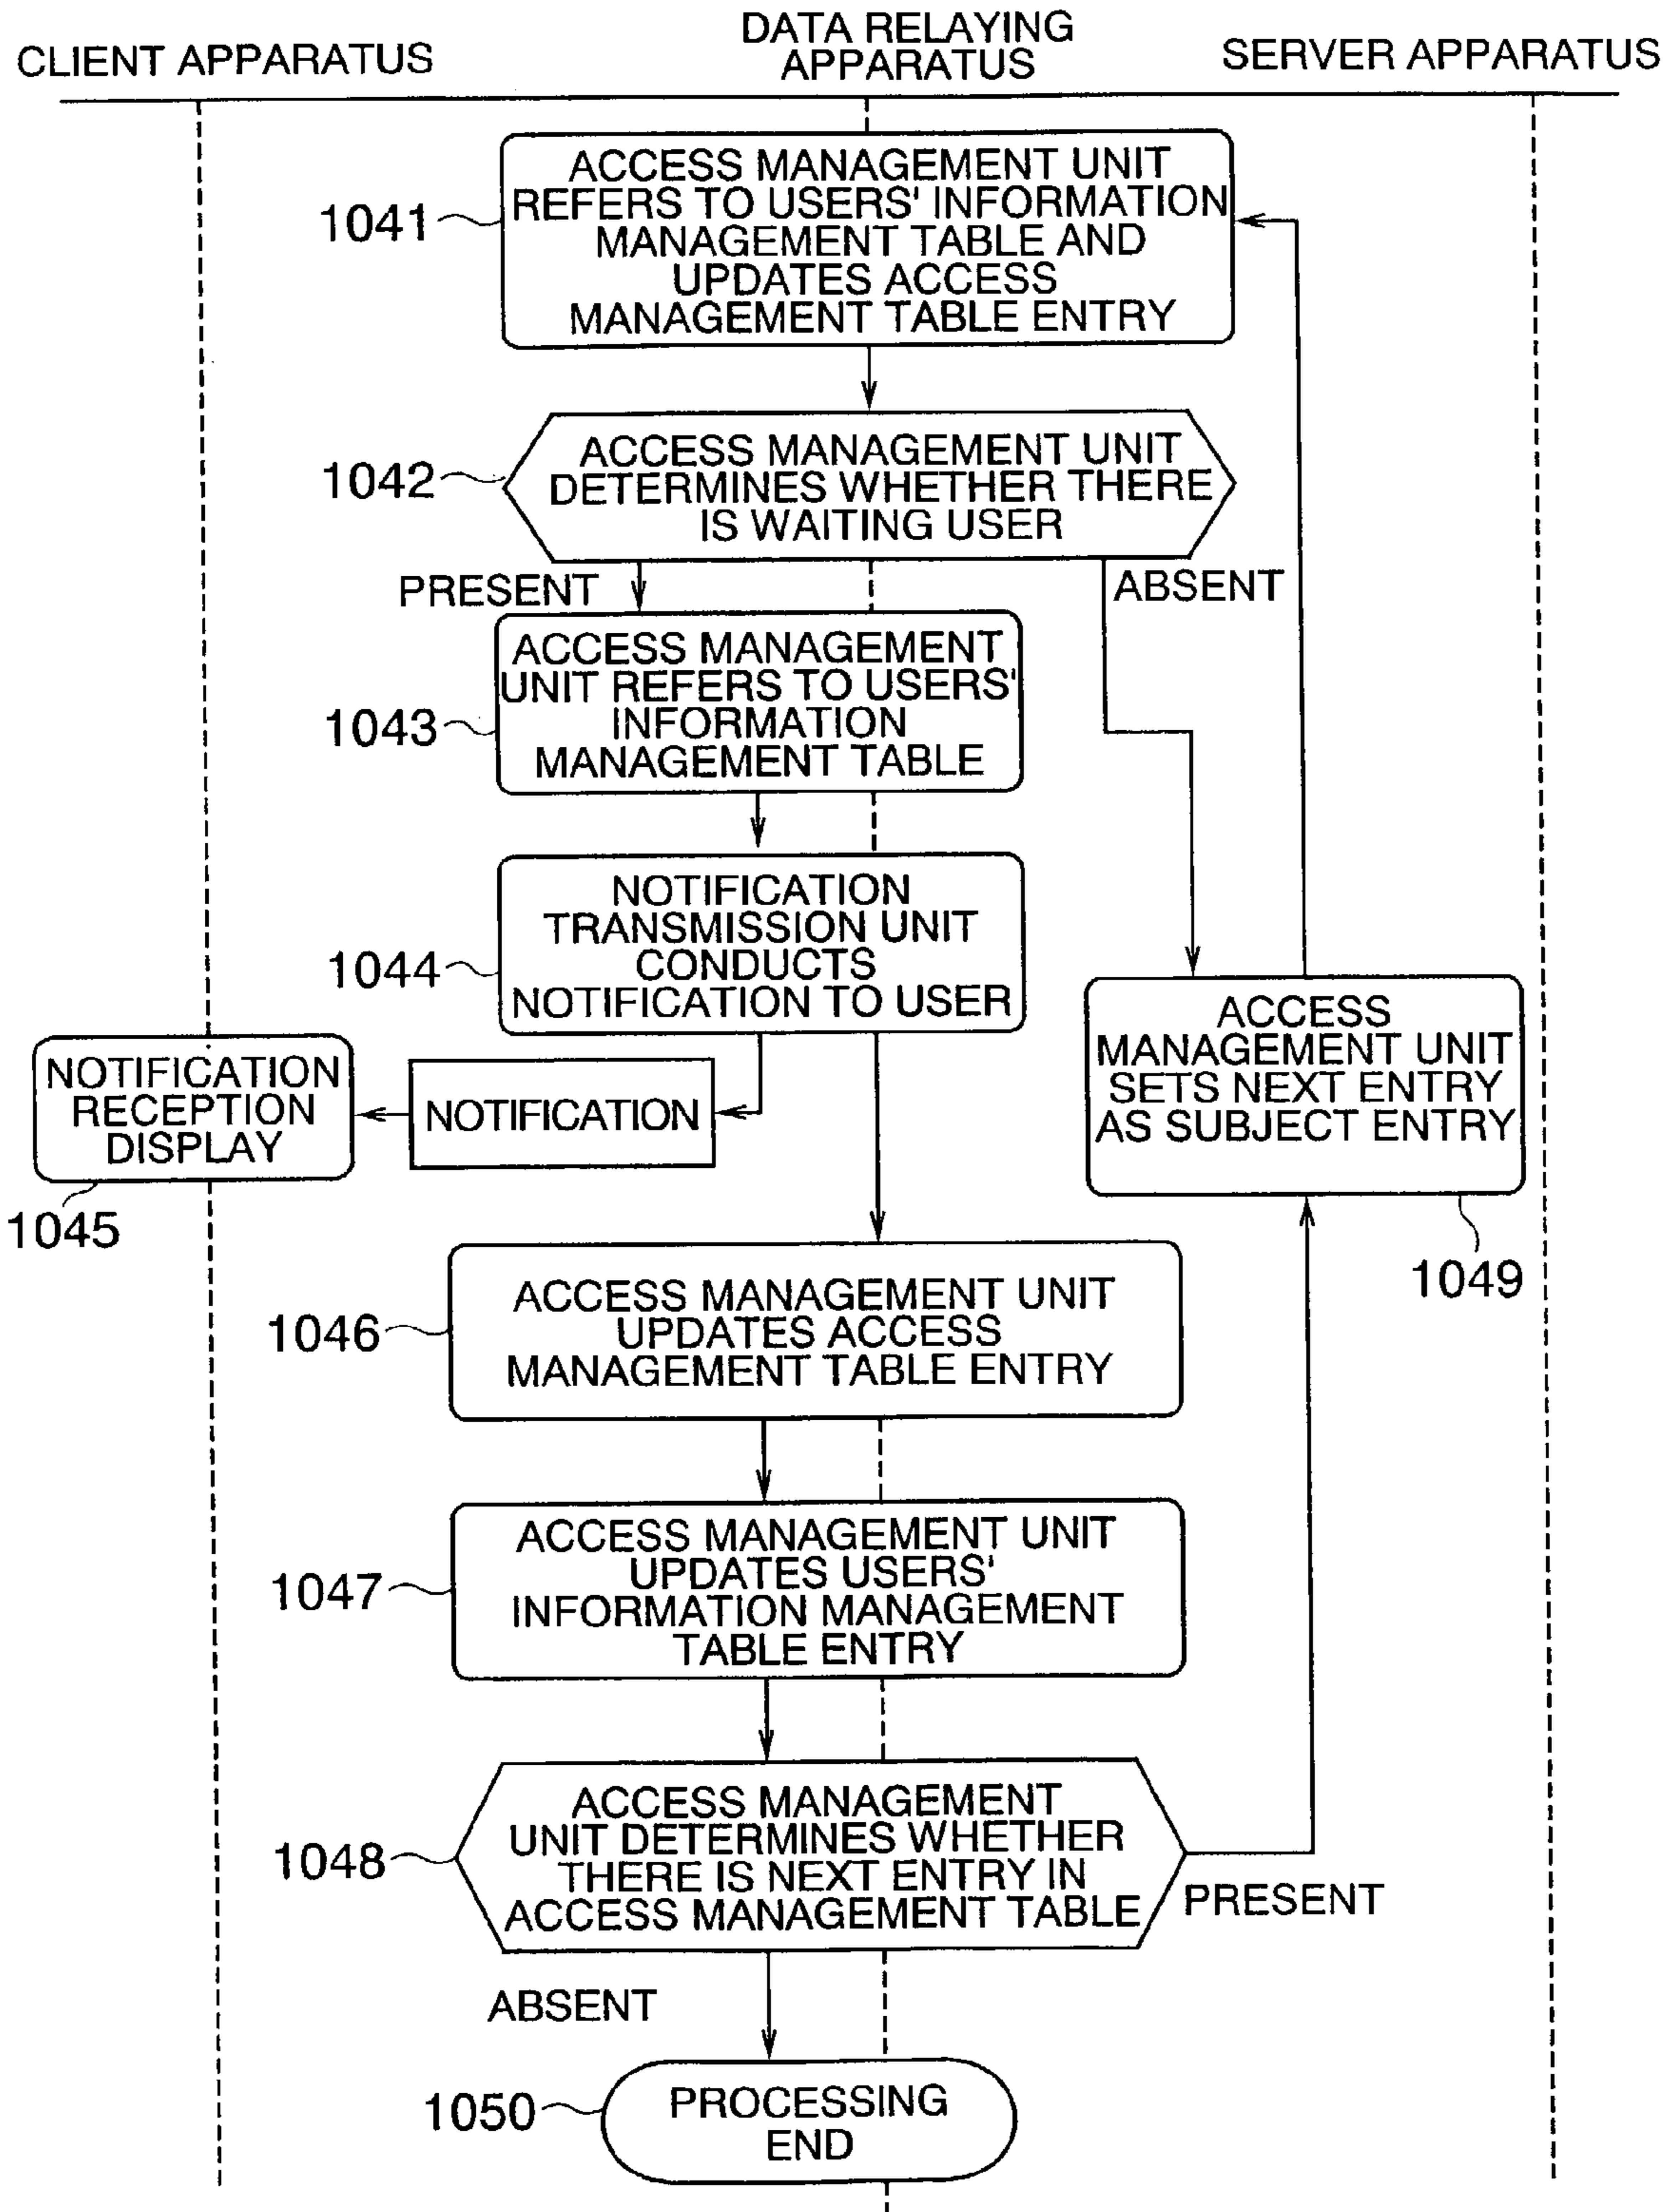 CLIENT APPARATUS
DATA RELAYING
APPARATUS
SERVER APPARATUS
1041
ACCESS MANAGEMENT UNIT
REFERS TO USERS' INFORMATION
MANAGEMENT TABLE AND
UPDATES ACCESS
MANAGEMENT TABLE ENTRY
1042
ACCESS MANAGEMENT UNIT
DETERMINES WHETHER THERE
IS WAITING USER
PRESENT
ABSENT
1043
ACCESS MANAGEMENT
UNIT REFERS TO USERS'
INFORMATION
MANAGEMENT TABLE
1044
NOTIFICATION
TRANSMISSION UNIT
CONDUCTS
NOTIFICATION TO USER
NOTIFICATION
RECEPTION
DISPLAY
1045
NOTIFICATION
ACCESS
MANAGEMENT UNIT
SETS NEXT ENTRY
AS SUBJECT ENTRY
1049
1046
ACCESS MANAGEMENT UNIT
UPDATES ACCESS
MANAGEMENT TABLE ENTRY
1047
ACCESS MANAGEMENT UNIT
UPDATES USERS'
INFORMATION MANAGEMENT
TABLE ENTRY
1048
ACCESS MANAGEMENT
UNIT DETERMINES WHETHER
THERE IS NEXT ENTRY IN
ACCESS MANAGEMENT TABLE
PRESENT
ABSENT
1050
PROCESSING
END